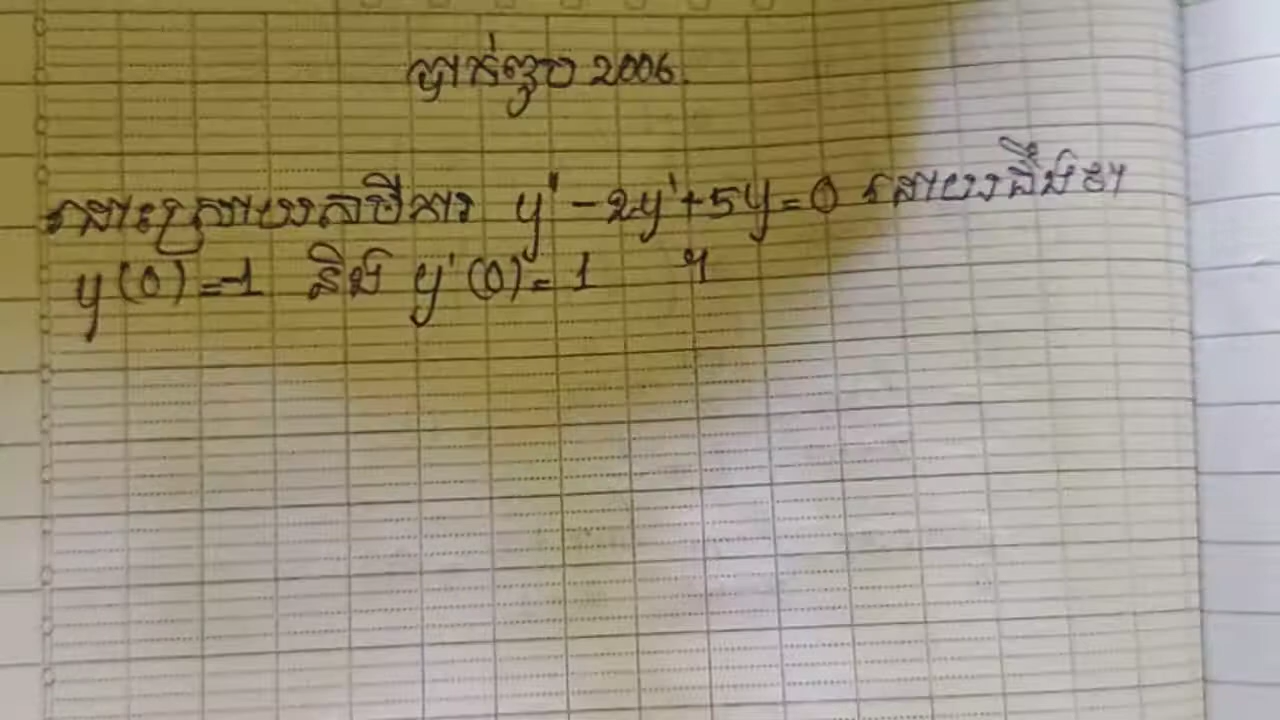 បាក់ឌុប 2006.
ដោះស្រាយសមីការ y" - 2y' + 5y = 0 ដោយដឹងថា
y(0) = -1 និង y'(0) = 1 ។